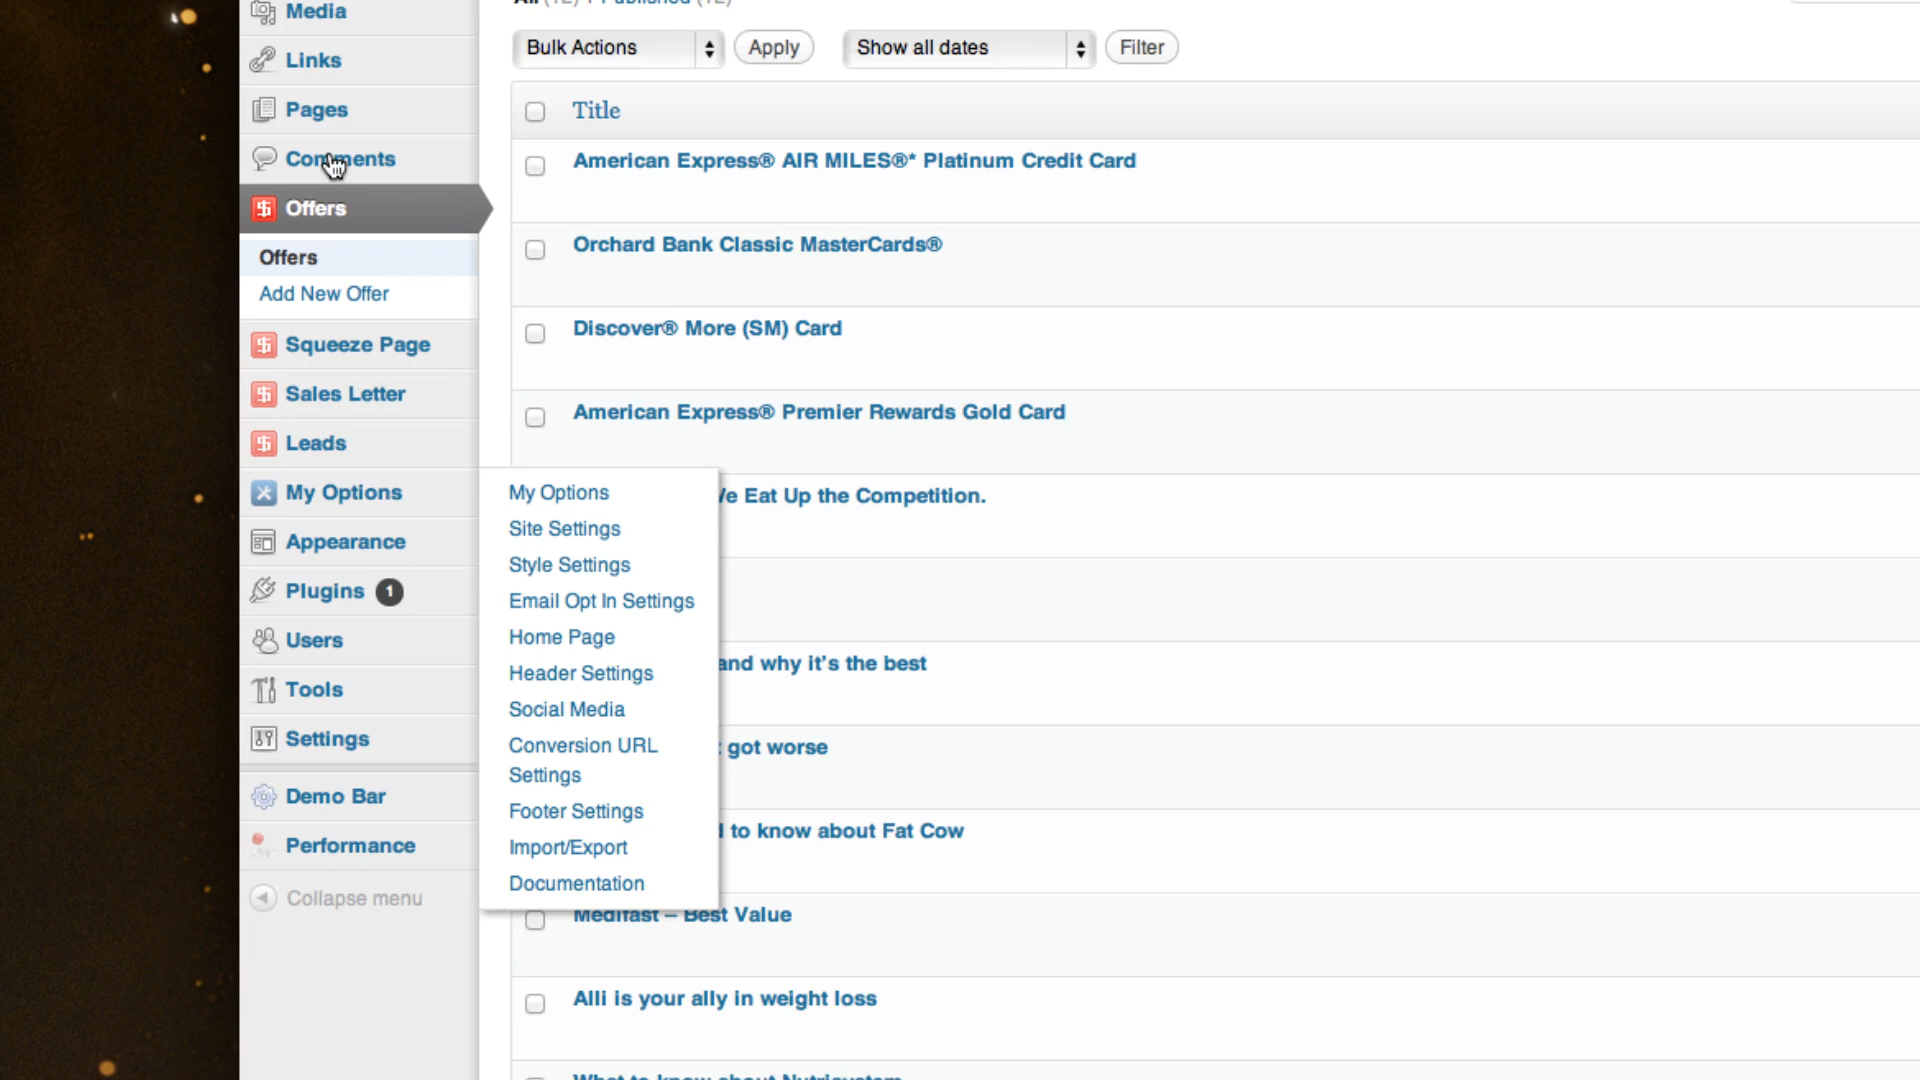 Media
Links
Pages
Comments
Offers
Offers
Add New Offer
Squeeze Page
Sales Letter
Leads
My Options
Appearance
Plugins 1
Users
Tools
Settings
Demo Bar
Performance
Collapse menu
My Options
Site Settings
Style Settings
Email Opt In Settings
Home Page
Header Settings
Social Media
Conversion URL
Settings
Footer Settings
Import/Export
Documentation
All (12) | Published (12)
Bulk Actions Apply Show all dates Filter
Title
American Express® AIR MILES®* Platinum Credit Card
Orchard Bank Classic MasterCards®
Discover® More (SM) Card
American Express® Premier Rewards Gold Card
Eat Up the Competition.
and why it's the best
got worse
to know about Fat Cow
Medifast – Best Value
Alli is your ally in weight loss
What to know about Nutrisystem